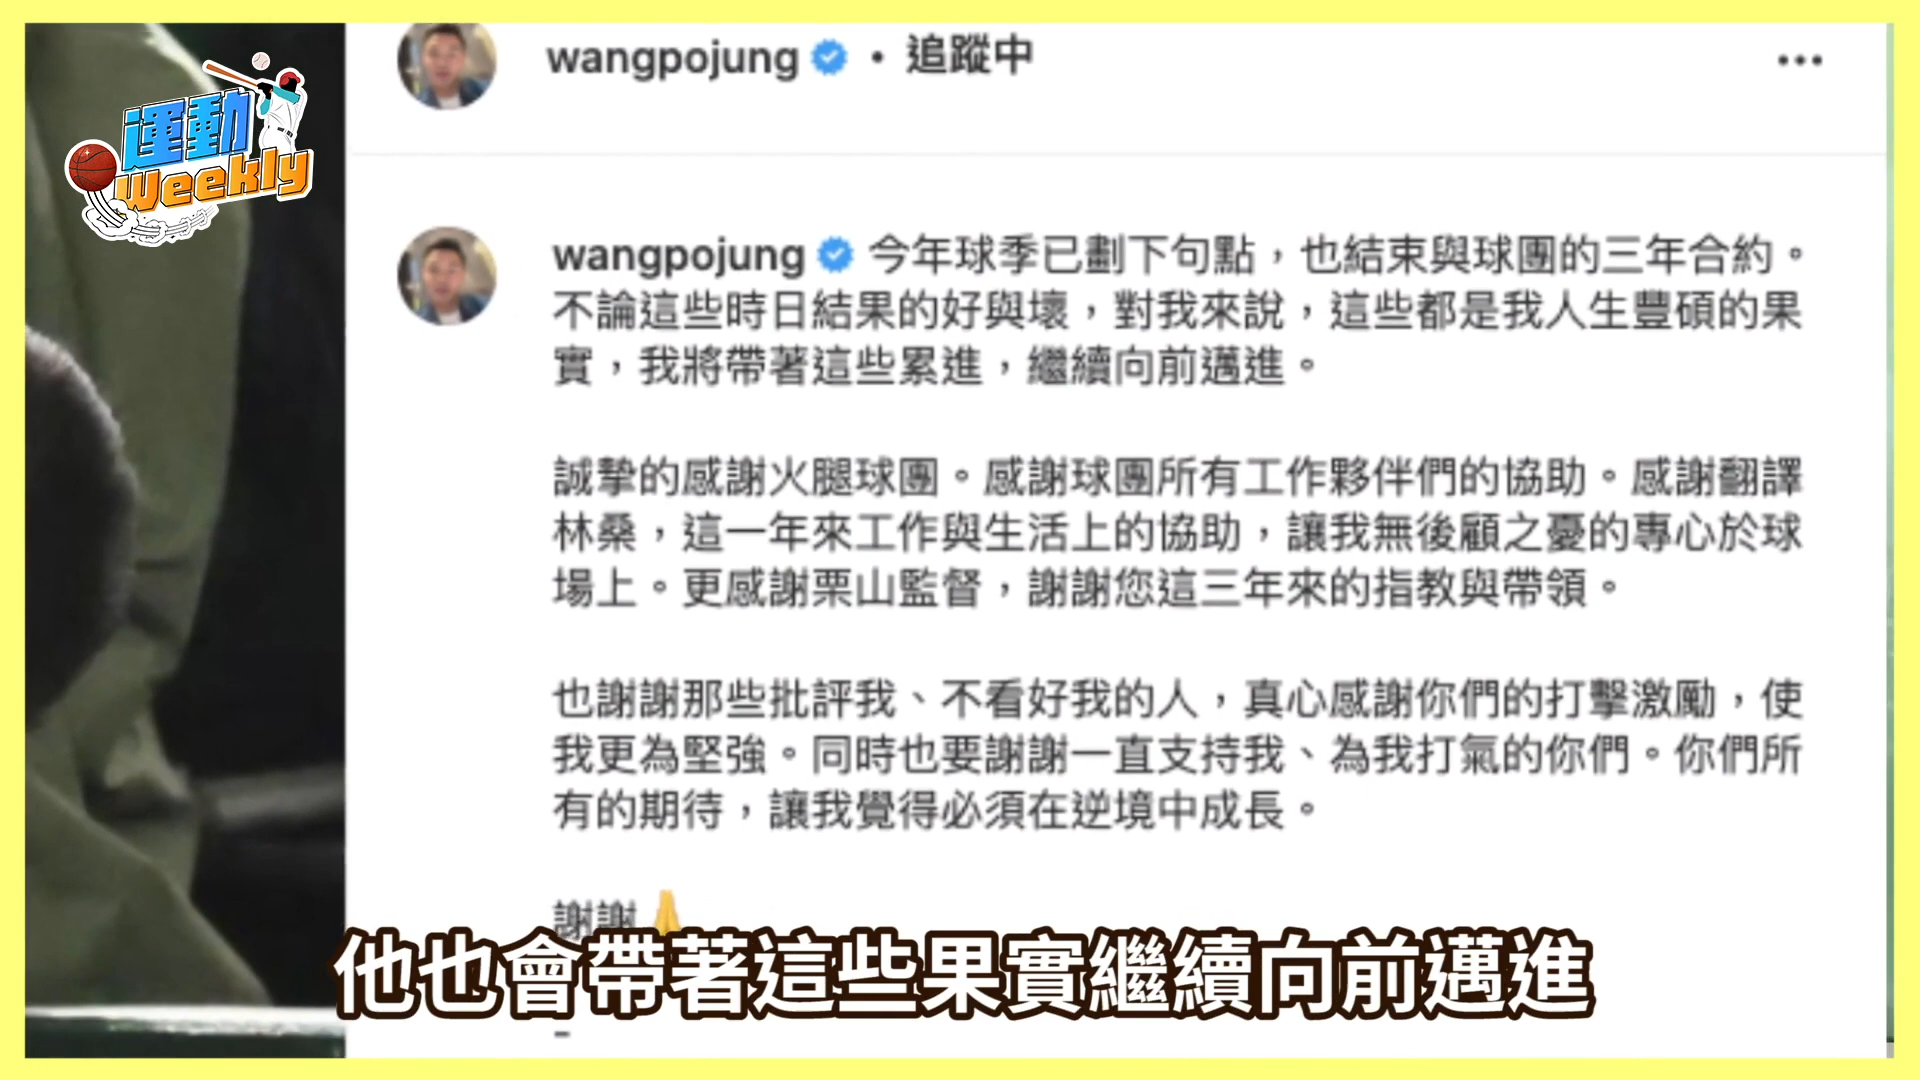 運動
Weekly
wangpojung • 追蹤中
wangpojung 今年球季已劃下句點，也結束與球團的三年合約。
不論這些時日結果的好與壞，對我來說，這些都是我人生豐碩的果
實，我將帶著這些累進，繼續向前邁進。
誠摯的感謝火腿球團。感謝球團所有工作夥伴們的協助。感謝翻譯
林桑，這一年來工作與生活上的協助，讓我無後顧之憂的專心於球
場上。更感謝栗山監督，謝謝您這三年來的指教與帶領。
也謝謝那些批評我、不看好我的人，真心感謝你們的打擊激勵，使
我更為堅強。同時也要謝謝一直支持我、為我打氣的你們。你們所
有的期待，讓我覺得必須在逆境中成長。
謝謝🙏
他也會帶著這些果實繼續向前邁進
-